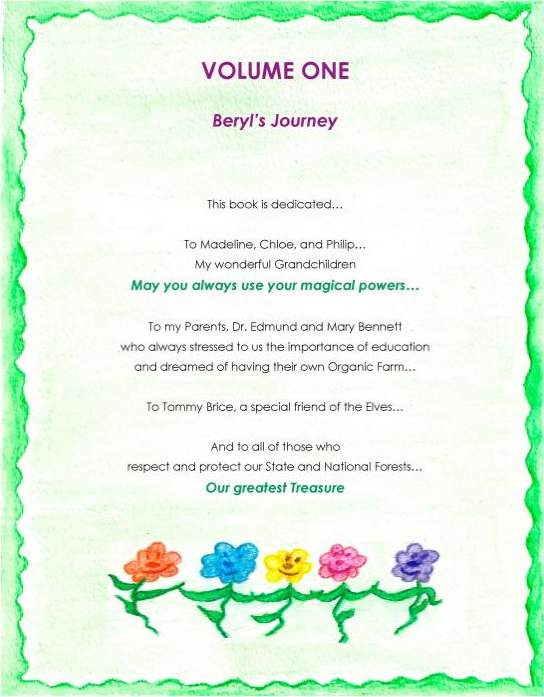 VOLUME ONE
Beryl's Journey
This book is dedicated…
To Madeline, Chloe, and Philip…
My wonderful Grandchildren
May you always use your magical powers…
To my Parents, Dr. Edmund and Mary Bennett
who always stressed to us the importance of education
and dreamed of having their own Organic Farm…
To Tommy Brice, a special friend of the Elves…
And to all of those who
respect and protect our State and National Forests…
Our greatest Treasure